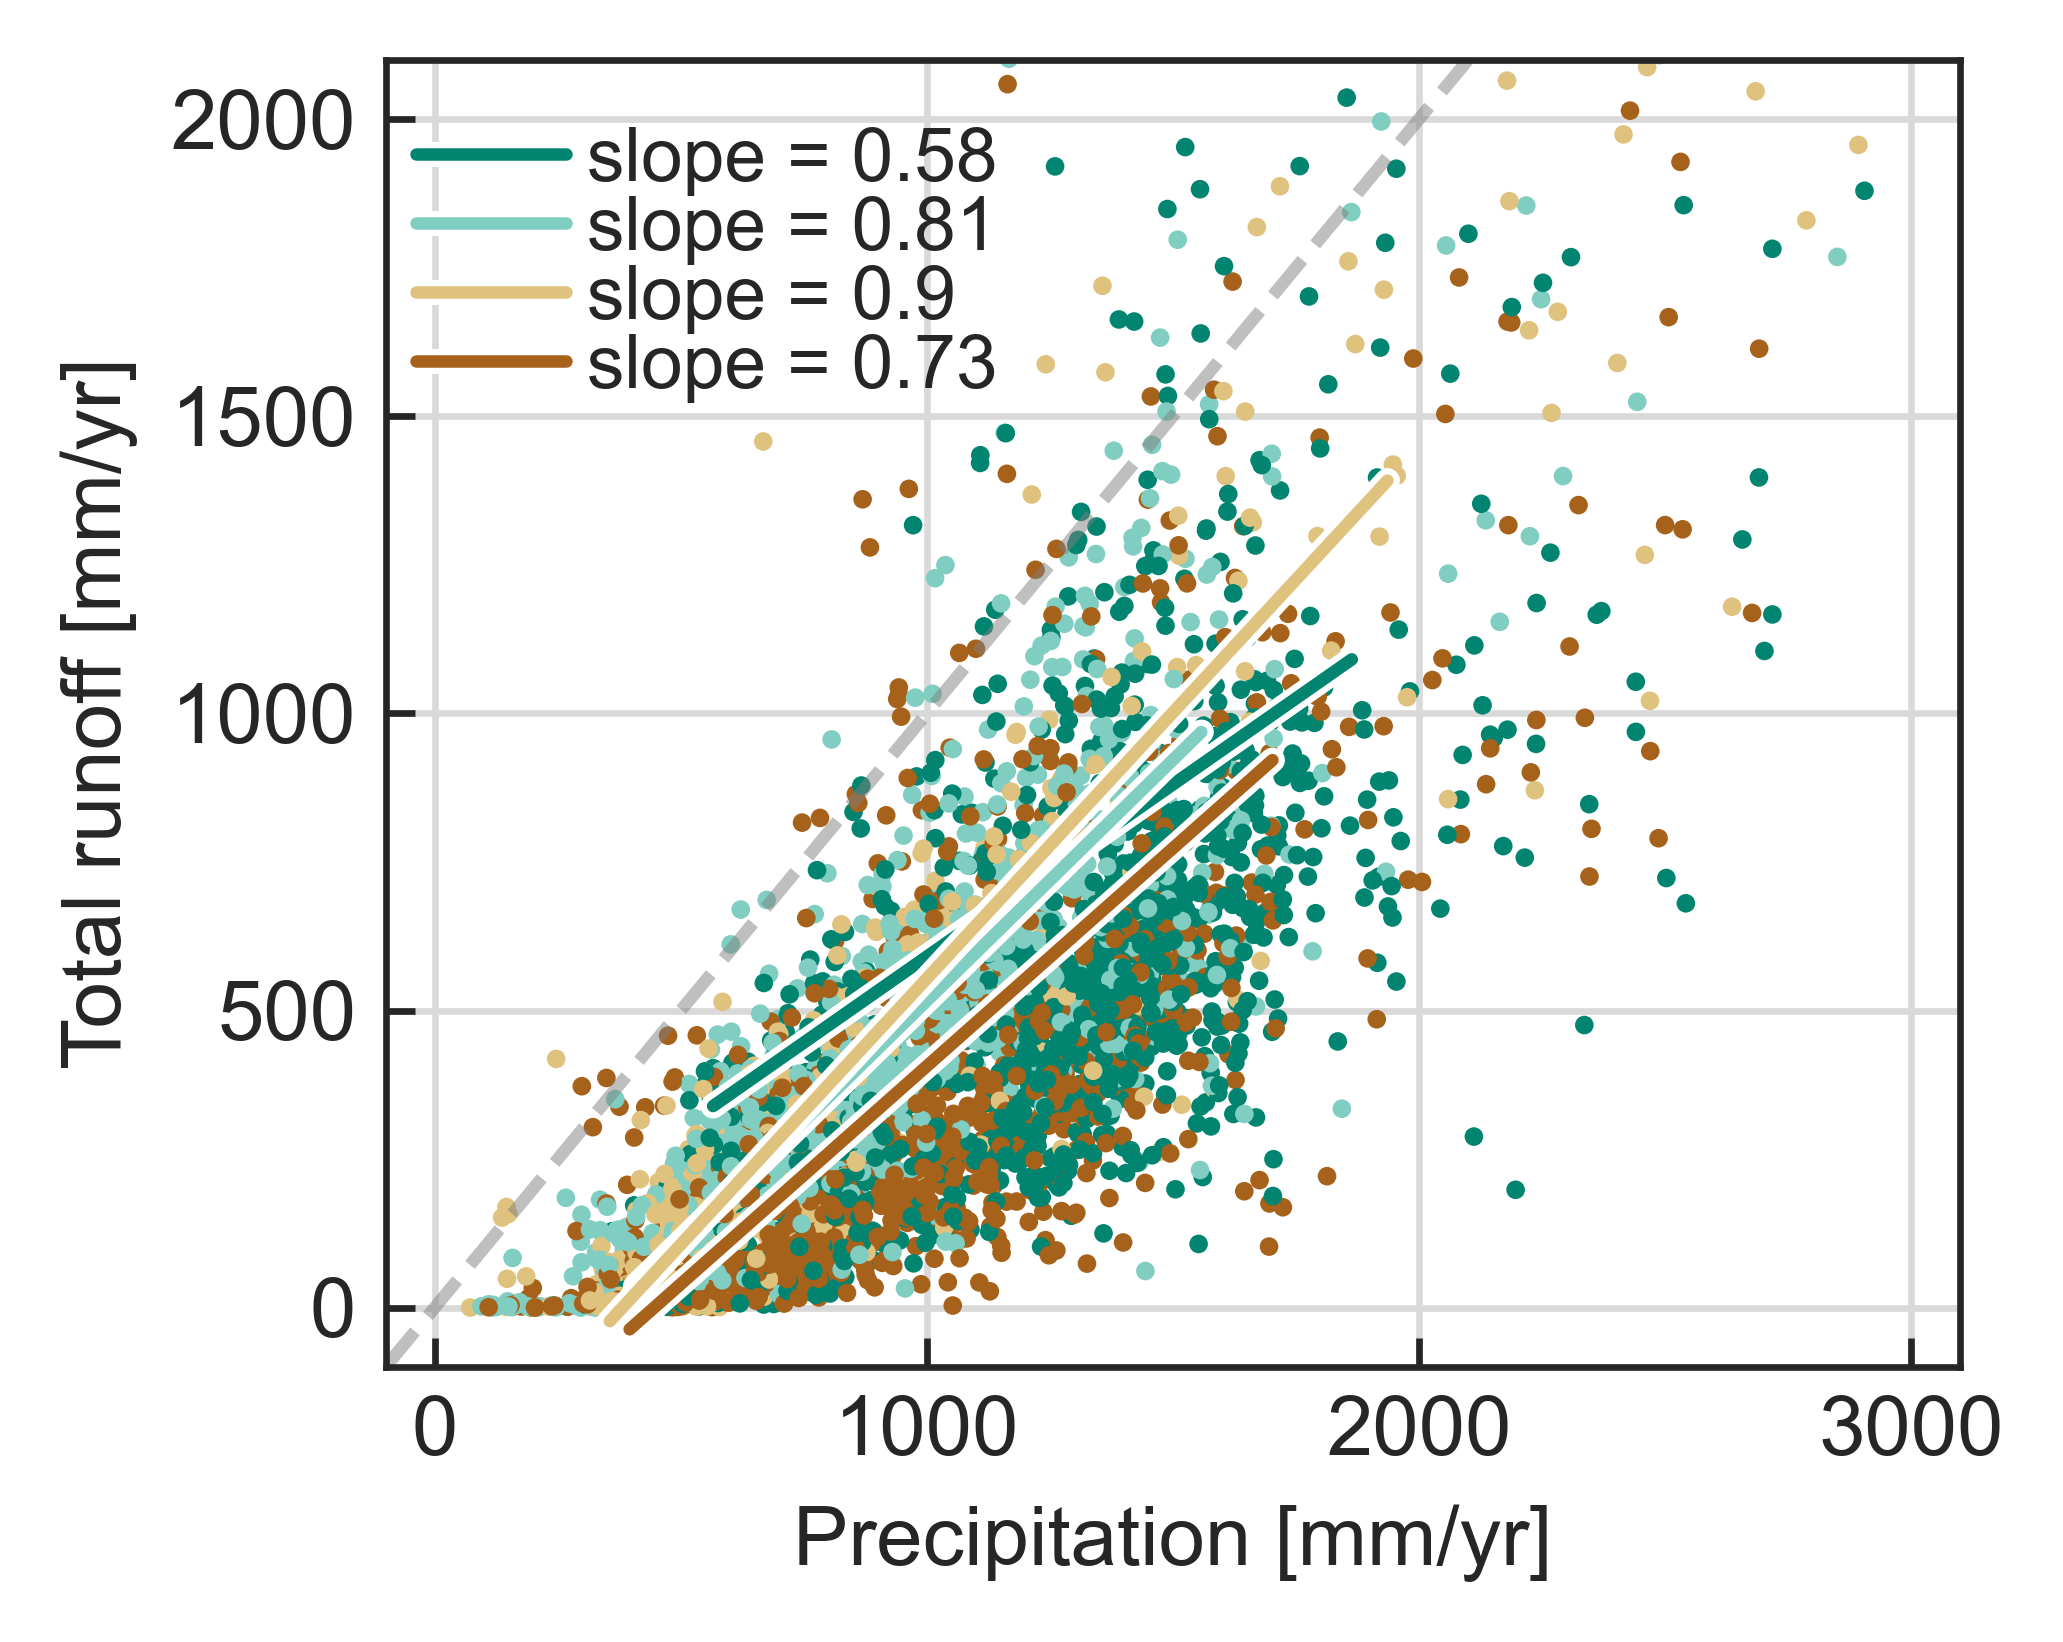 2000
1500
1000
500
0
Total runoff [mm/yr]
slope = 0.58
slope = 0.81
slope = 0.9
slope = 0.73
0
1000
2000
3000
Precipitation [mm/yr]